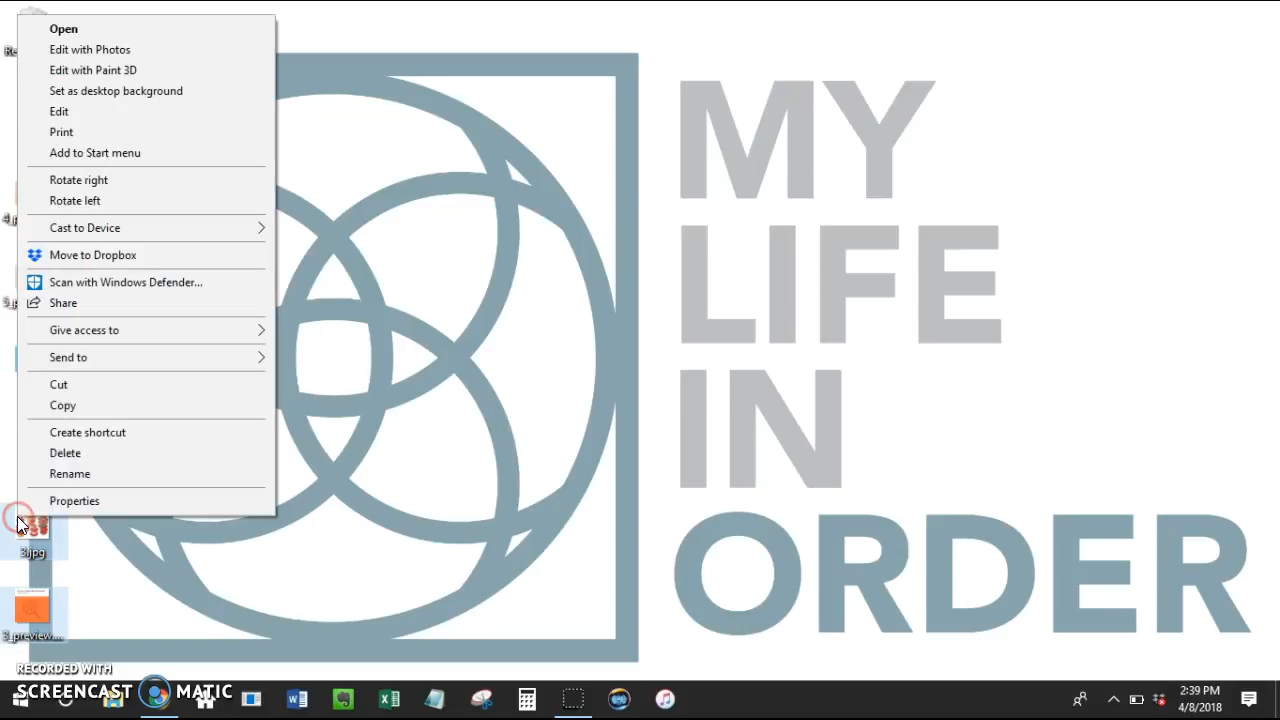 Open
Edit with Photos
Edit with Paint 3D
Set as desktop background
Edit
Print
Add to Start menu
Rotate right
Rotate left
Cast to Device
Move to Dropbox
Scan with Windows Defender...
Share
Give access to
Send to
Cut
Copy
Create shortcut
Delete
Rename
Properties
3.jpg
3_preview....
MY
LIFE
IN
ORDER
RECORDED WITH
SCREENCAST MATIC
2:39 PM
4/8/2018